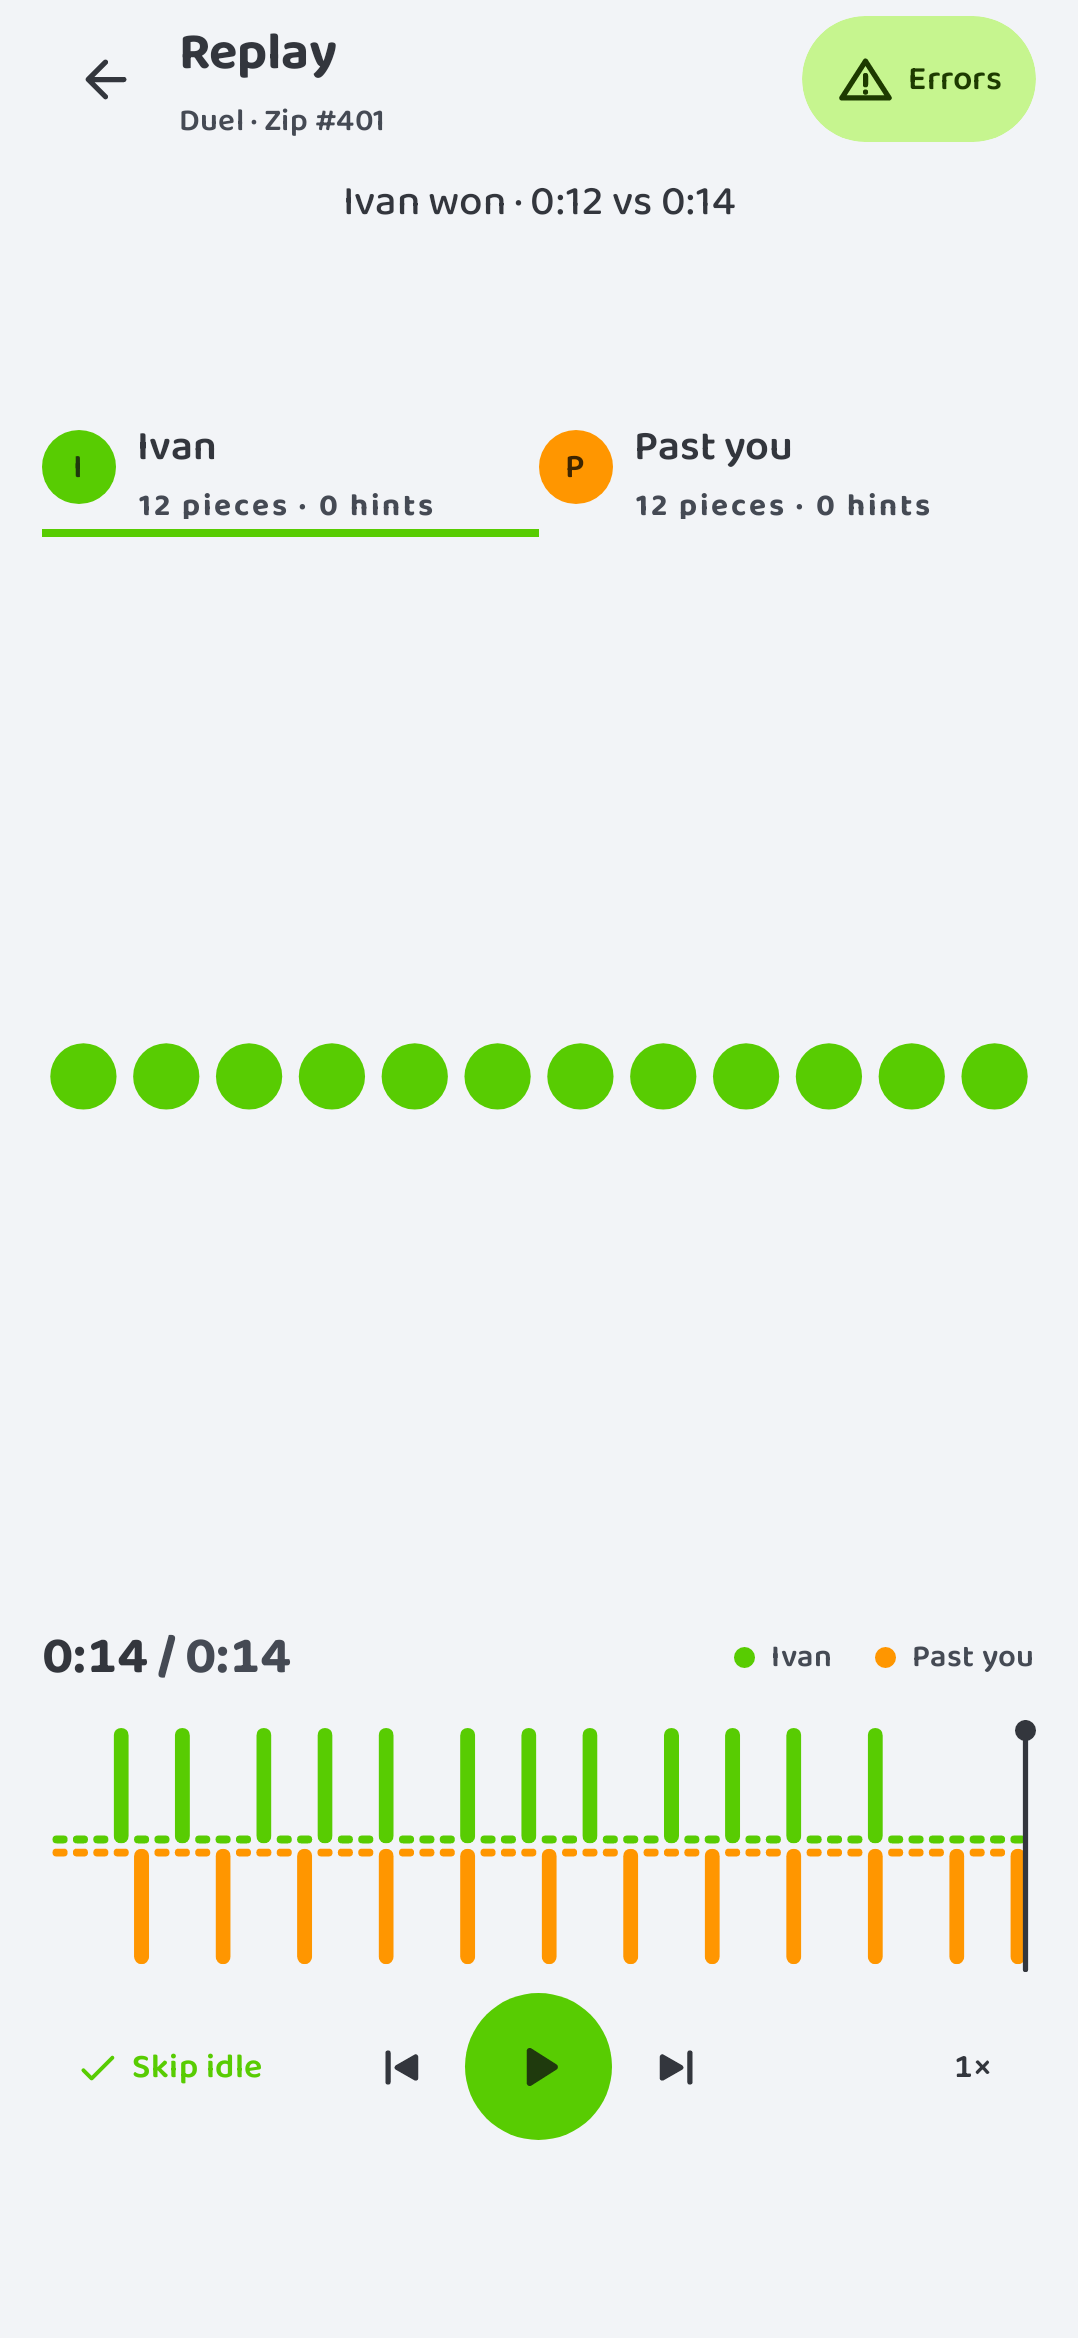 Replay
Duel · Zip #401
Errors
Ivan won · 0:12 vs 0:14
I
Ivan
12 pieces · 0 hints
P
Past you
12 pieces · 0 hints
0:14 / 0:14
Ivan
Past you
Skip idle
1×